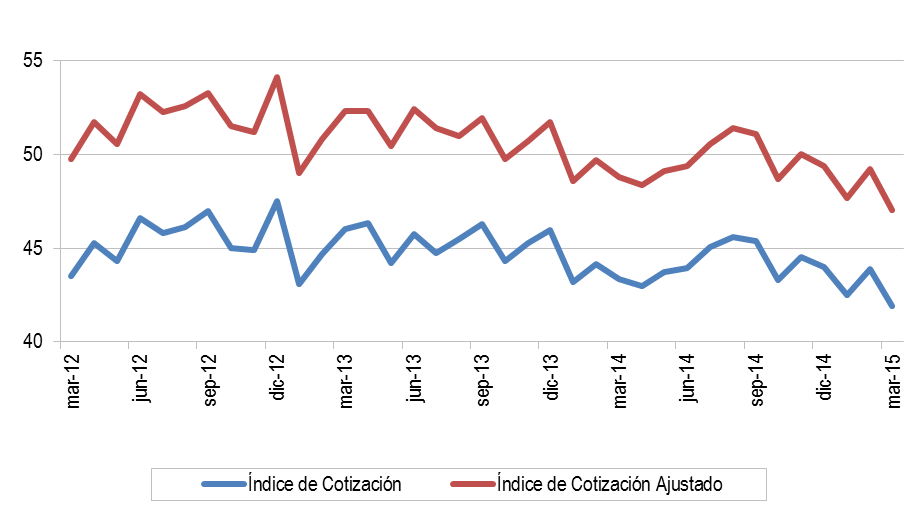 55
50
45
40
mar-12
jun-12
sep-12
dic-12
mar-13
jun-13
sep-13
dic-13
mar-14
jun-14
sep-14
dic-14
mar-15
Índice de Cotización
Índice de Cotización Ajustado